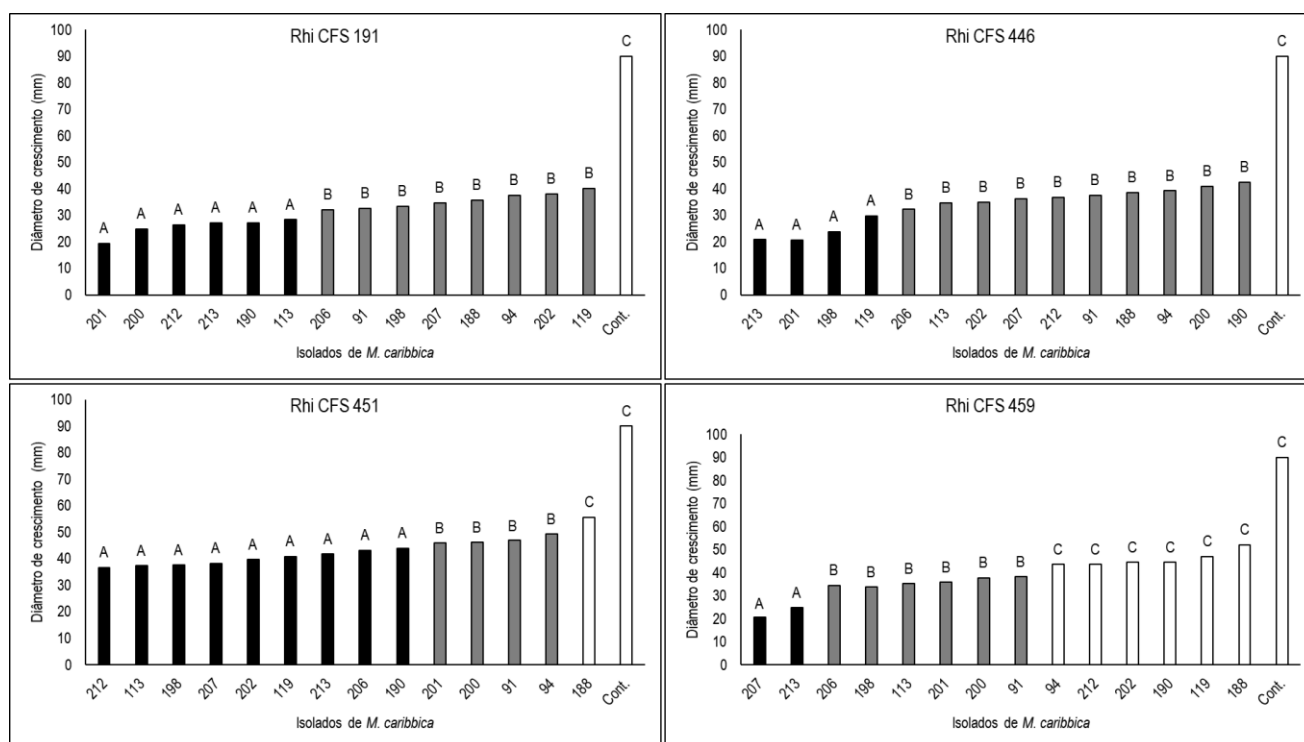 Rhi CFS 191
Diâmetro de crescimento (mm)
100
90
80
70
60
50
40
30
20
10
0
A A A A A A B B B B B B B B C
201 200 212 213 190 113 206 91 198 207 188 94 202 119 Cont.
Isolados de M. caribbica
Rhi CFS 446
Diâmetro de crescimento (mm)
100
90
80
70
60
50
40
30
20
10
0
A A A A B B B B B B B B B B C
213 201 198 119 206 113 202 207 212 91 188 94 200 190 Cont.
Isolados de M. caribbica
Rhi CFS 451
Diâmetro de crescimento (mm)
100
90
80
70
60
50
40
30
20
10
0
A A A A A A A A A B B B B C C
212 113 198 207 202 119 213 206 190 201 200 91 94 188 Cont.
Isolados de M. caribbica
Rhi CFS 459
Diâmetro de crescimento (mm)
100
90
80
70
60
50
40
30
20
10
0
A A B B B B B B C C C C C C C
207 213 206 198 113 201 200 91 94 212 202 190 119 188 Cont.
Isolados de M. caribbica